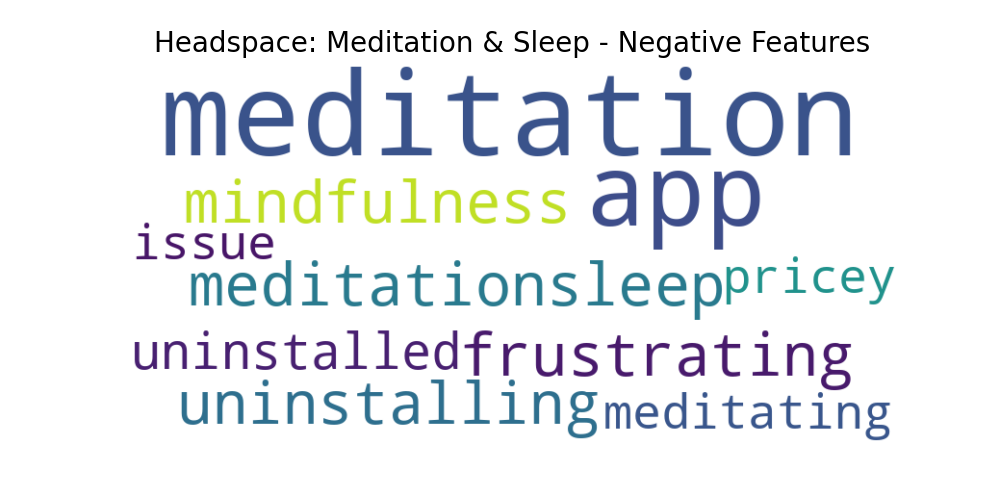 Headspace: Meditation & Sleep - Negative Features
meditation
mindfulness app
issue
meditationsleep pricey
uninstalled frustrating
uninstalling meditating